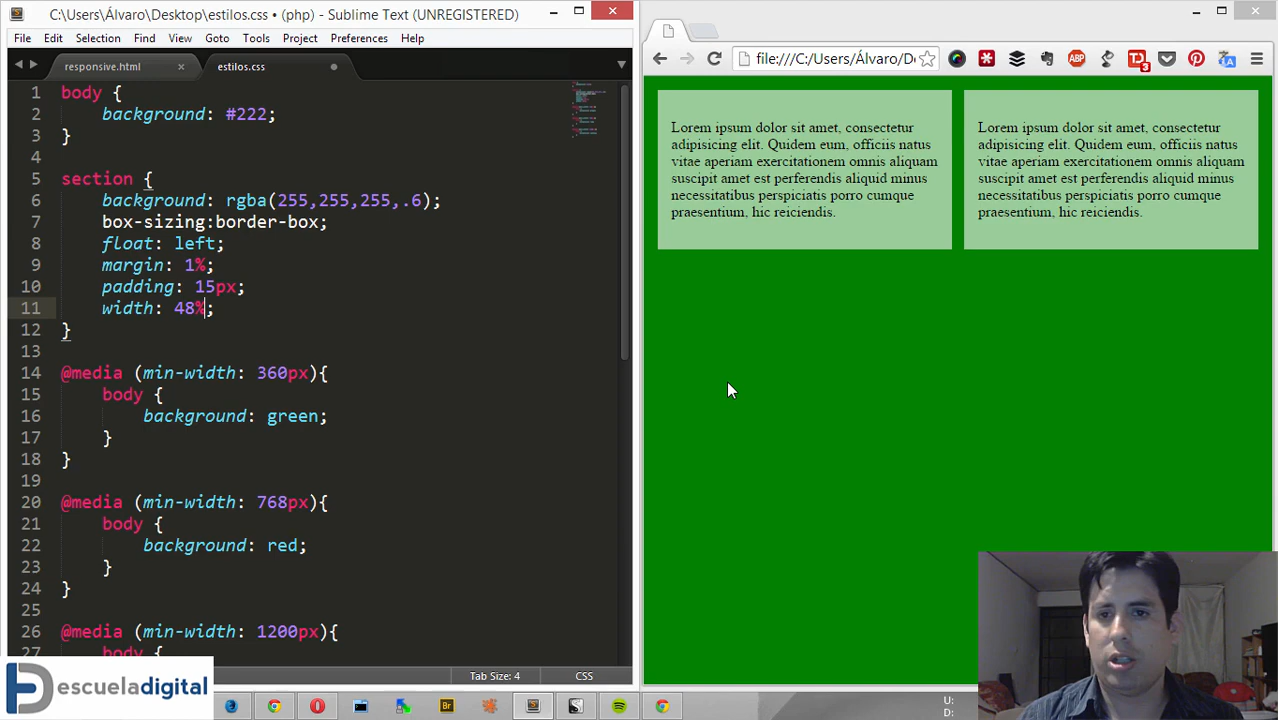 C:\Users\Álvaro\Desktop\estilos.css • (php) - Sublime Text (UNREGISTERED)
File Edit Selection View Goto Tools Project Preferences Help
responsive.html × estilos.css
1 body {
2 background: #222;
3 }
4
5 section {
6 background: rgba(255,255,255,.6);
7 box-sizing:border-box;
8 float: left;
9 margin: 1%;
10 padding: 15px;
11 width: 48%;
12 }
13
14 @media (min-width: 360px){
15 body {
16 background: green;
17 }
18 }
19
20 @media (min-width: 768px){
21 body {
22 background: red;
23 }
24 }
25
26 @media (min-width: 1200px){
27 body {
Tab Size: 4 CSS
escueladigital
Br
file:///C:/Users/Álvaro/De
ABP
3
Lorem ipsum dolor sit amet, consectetur
adipisicing elit. Quidem eum, officiis natus
vitae aperiam exercitationem omnis aliquam
suscipit amet est perferendis aliquid minus
necessitatibus perspiciatis porro cumque
praesentium, hic reiciendis.
Lorem ipsum dolor sit amet, consectetur
adipisicing elit. Quidem eum, officiis natus
vitae aperiam exercitationem omnis aliquam
suscipit amet est perferendis aliquid minus
necessitatibus perspiciatis porro cumque
praesentium, hic reiciendis.
U:
D: